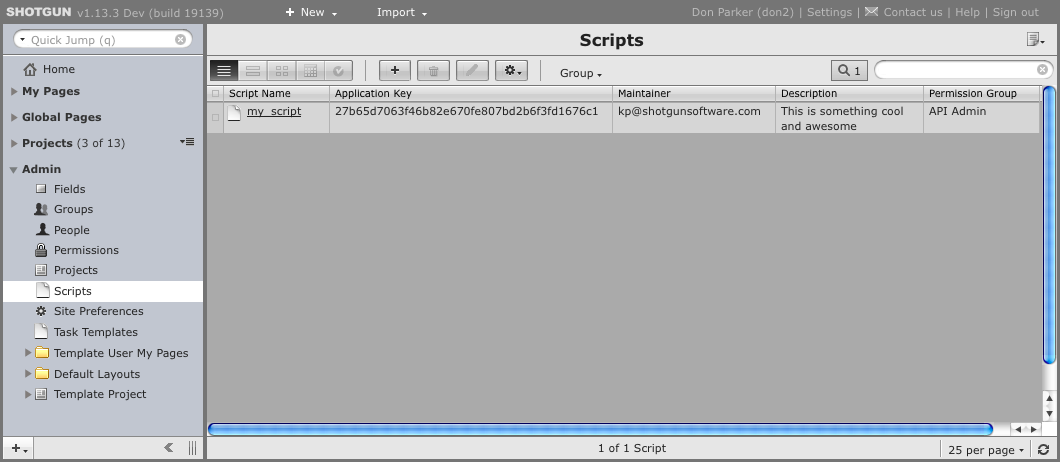 SHOTGUN v1.13.3 Dev (build 19139)
+ New
Import
Don Parker (don2) | Settings | Contact us | Help | Sign out
Quick Jump (q)
Home
My Pages
Global Pages
Projects (3 of 13)
Admin
Fields
Groups
People
Permissions
Projects
Scripts
Site Preferences
Task Templates
Template User My Pages
Default Layouts
Template Project
Scripts
Group
1
Script Name Application Key Maintainer Description Permission Group
my_script 27b65d7063f46b82e670fe807bd2b6f3fd1676c1 kp@shotgunsoftware.com This is something cool API Admin
and awesome
1 of 1 Script
25 per page